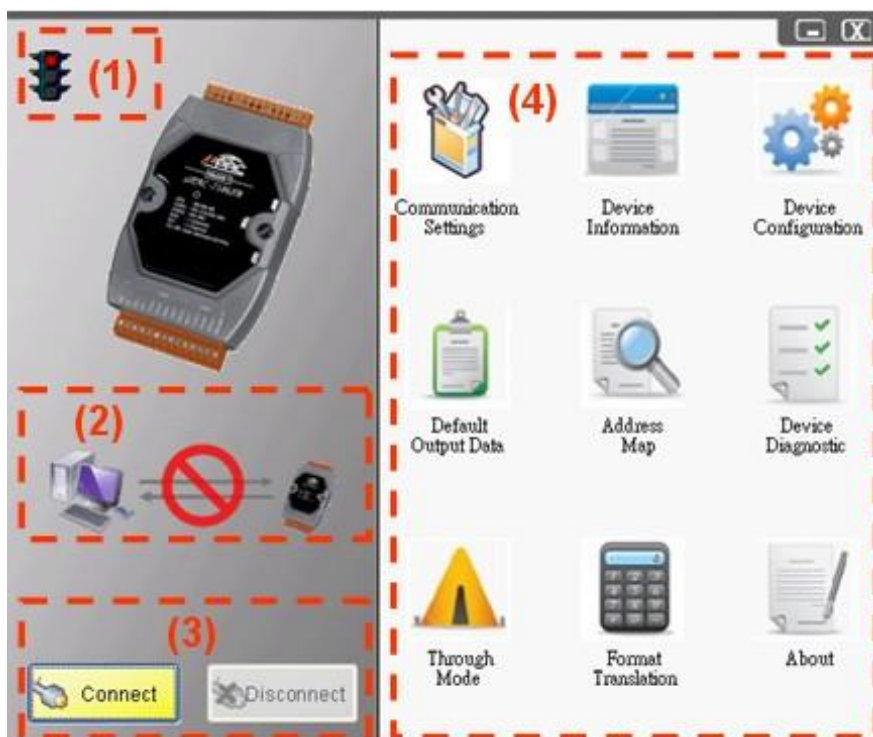 (1)
(2)
(3)
Connect
Disconnect
(4)
Communication
Settings
Device
Information
Device
Configuration
Default
Output Data
Address
Map
Device
Diagnostic
Through
Mode
Format
Translation
About